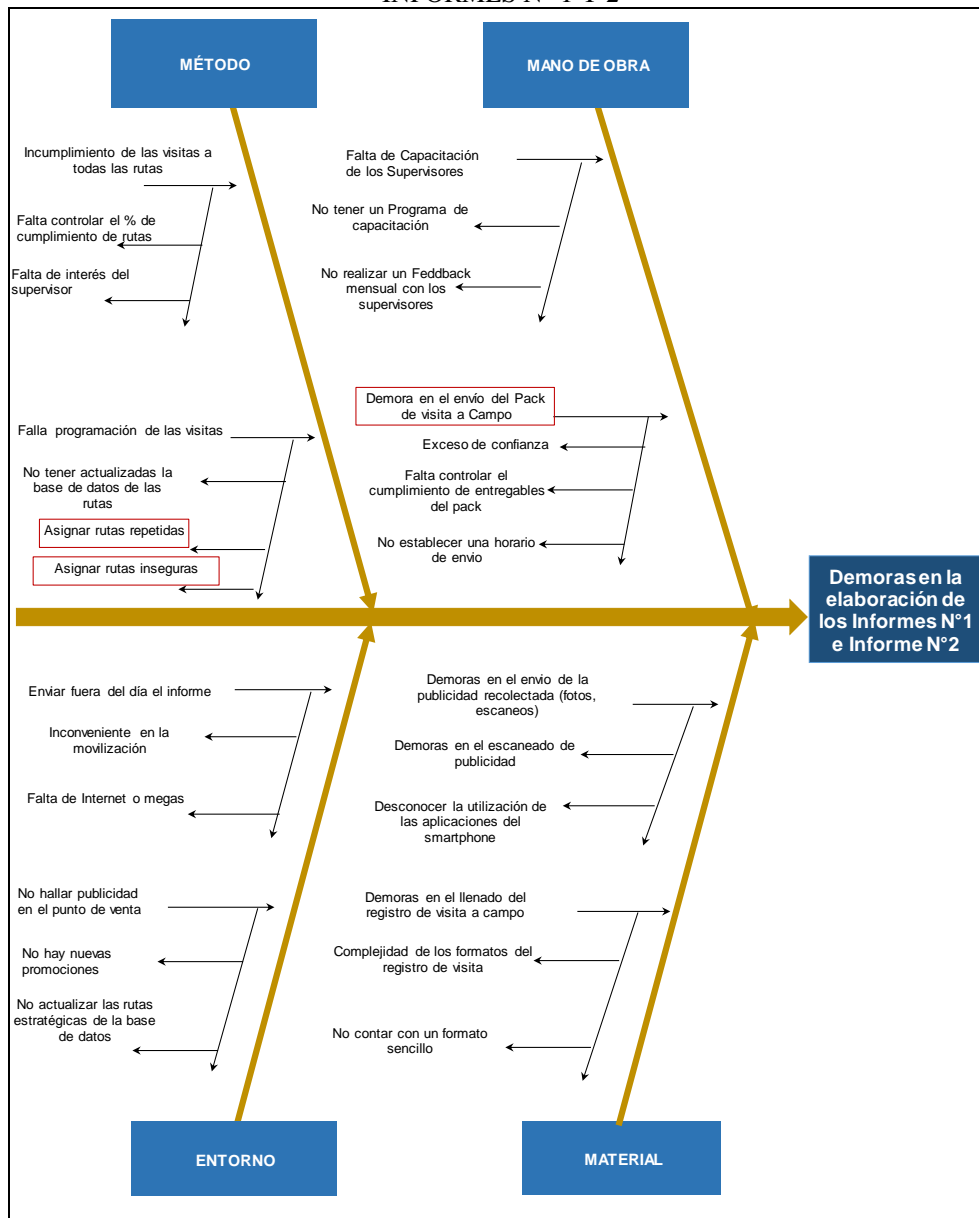 INFORMES N° 1 Y 2
MÉTODO
MANO DE OBRA
Incumplimiento de las visitas a
todas las rutas
Falta controlar el % de
cumplimiento de rutas
Falta de interés del
supervisor
Falta de Capacitación
de los Supervisores
No tener un Programa de
capacitación
No realizar un Feddback
mensual con los
supervisores
Falla programación de las visitas
No tener actualizadas la
base de datos de las
rutas
Asignar rutas repetidas
Asignar rutas inseguras
Demora en el envío del Pack
de visita a Campo
Exceso de confianza
Falta controlar el
cumplimiento de entregables
del pack
No establecer una horario
de envio
Demoras en la
elaboración de
los Informes N°1
e Informe N°2
Enviar fuera del día el informe
Inconveniente en la
movilización
Falta de Internet o megas
Demoras en el envio de la
publicidad recolectada (fotos,
escaneos)
Demoras en el escaneado de
publicidad
Desconocer la utilización de
las aplicaciones del
smartphone
No hallar publicidad
en el punto de venta
No hay nuevas
promociones
No actualizar las rutas
estratégicas de la base
de datos
Demoras en el llenado del
registro de visita a campo
Complejidad de los formatos del
registro de visita
No contar con un formato
sencillo
ENTORNO
MATERIAL